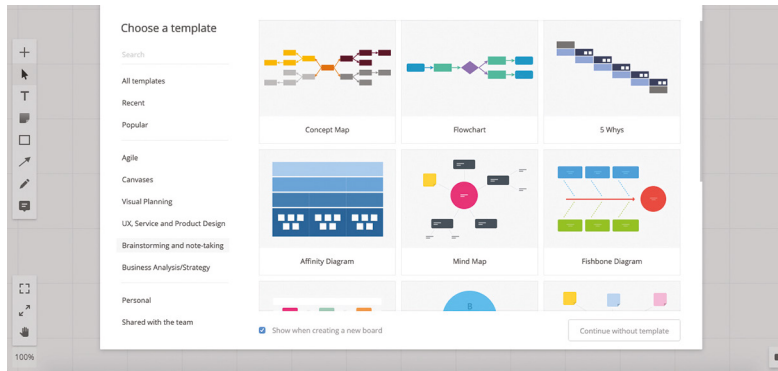 Choose a template
Search
All templates
Recent
Popular
Agile
Canvases
Visual Planning
UX, Service and Product Design
Brainstorming and note-taking
Business Analysis/Strategy
Personal
Shared with the team
Concept Map
Flowchart
5 Whys
Affinity Diagram
Mind Map
Fishbone Diagram
B
Show when creating a new board
Continue without template
T
100%